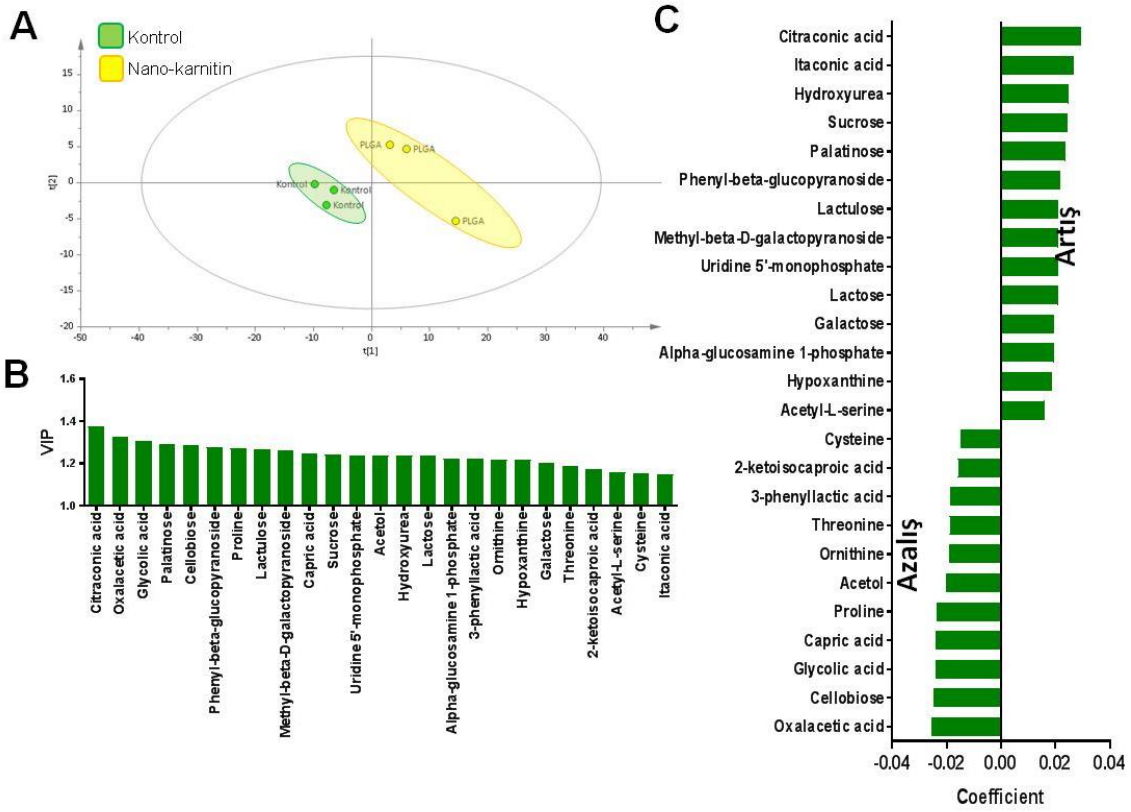 A
Kontrol
Nano-karnitin
15
10
5
0
-5
-10
-15
-20
t[2]
-50
-40
-30
-20
-10
0
10
20
30
40
t[1]
PLGA
PLGA
Kontrol
Kontrol
Kontrol
PLGA
B
1.6
1.4
1.2
1.0
VIP
Citraconic acid
Oxalacetic acid
Glycolic acid
Palatinose
Cellobiose
Phenyl-beta-glucopyranoside
Proline
Lactulose
Methyl-beta-D-galactopyranoside
Capric acid
Sucrose
Uridine 5'-monophosphate
Acetol
Hydroxyurea
Lactose
Alpha-glucosamine 1-phosphate
3-phenyllactic acid
Ornithine
Hypoxanthine
Galactose
Threonine
2-ketoisocaproic acid
Acetyl-L-serine
Cysteine
Itaconic acid
C
Citraconic acid
Itaconic acid
Hydroxyurea
Sucrose
Palatinose
Phenyl-beta-glucopyranoside
Lactulose
Methyl-beta-D-galactopyranoside
Uridine 5'-monophosphate
Lactose
Galactose
Alpha-glucosamine 1-phosphate
Hypoxanthine
Acetyl-L-serine
Cysteine
2-ketoisocaproic acid
3-phenyllactic acid
Threonine
Ornithine
Acetol
Proline
Capric acid
Glycolic acid
Cellobiose
Oxalacetic acid
Artış
Azalış
-0.04
-0.02
0.00
0.02
0.04
Coefficient